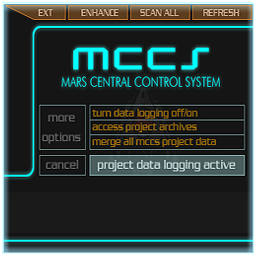 EXT ENHANCE SCAN ALL REFRESH
mccs
MARS CENTRAL CONTROL SYSTEM
more options
turn data logging off/on
access project archives
merge all mccs project data
cancel
project data logging active